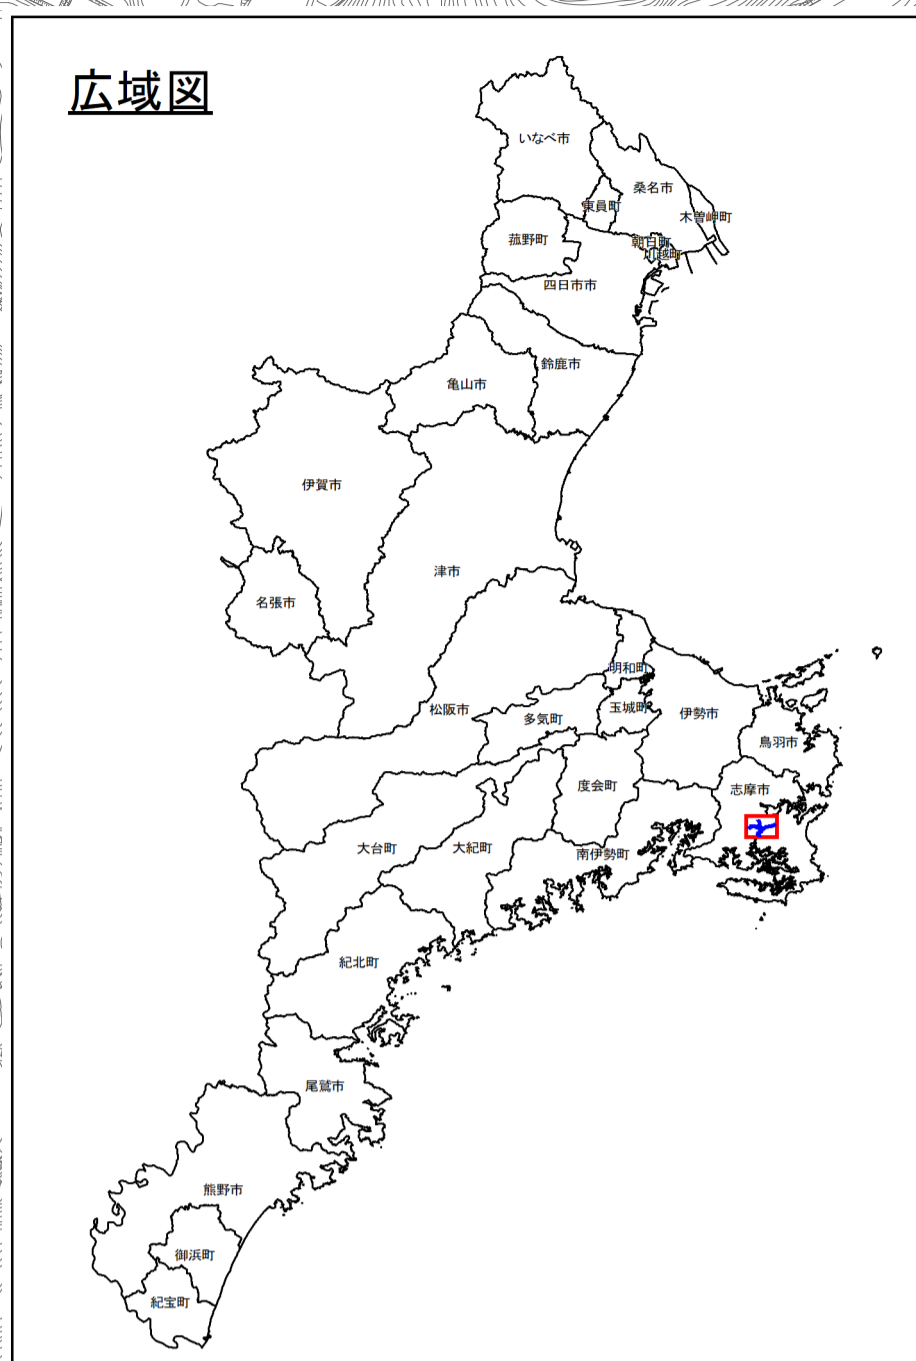 広域図
いなべ市
桑名市
東員町
木曽岬町
菰野町
朝日町
川越町
四日市市
鈴鹿市
亀山市
伊賀市
津市
名張市
明和町
松阪市
玉城町
多気町
伊勢市
鳥羽市
度会町
志摩市
大台町
大紀町
南伊勢町
紀北町
尾鷲市
熊野市
御浜町
紀宝町